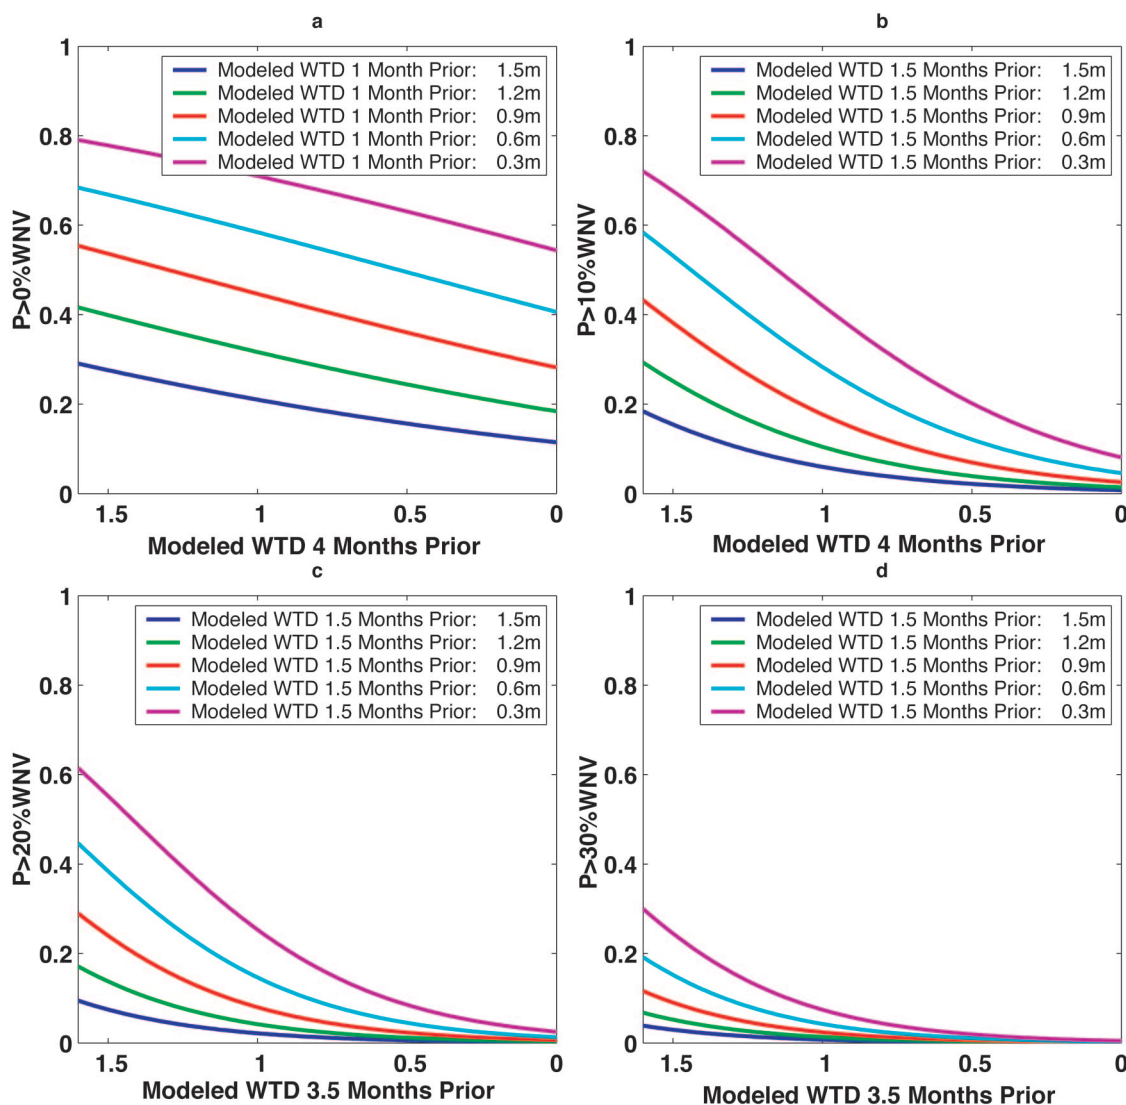 a
1
0.8
0.6
0.4
0.2
0
P>0%WNV
Modeled WTD 1 Month Prior: 1.5m
Modeled WTD 1 Month Prior: 1.2m
Modeled WTD 1 Month Prior: 0.9m
Modeled WTD 1 Month Prior: 0.6m
Modeled WTD 1 Month Prior: 0.3m
1.5 1 0.5 0
Modeled WTD 4 Months Prior
b
1
0.8
0.6
0.4
0.2
0
P>10%WNV
Modeled WTD 1.5 Months Prior: 1.5m
Modeled WTD 1.5 Months Prior: 1.2m
Modeled WTD 1.5 Months Prior: 0.9m
Modeled WTD 1.5 Months Prior: 0.6m
Modeled WTD 1.5 Months Prior: 0.3m
1.5 1 0.5 0
Modeled WTD 4 Months Prior
c
1
0.8
0.6
0.4
0.2
0
P>20%WNV
Modeled WTD 1.5 Months Prior: 1.5m
Modeled WTD 1.5 Months Prior: 1.2m
Modeled WTD 1.5 Months Prior: 0.9m
Modeled WTD 1.5 Months Prior: 0.6m
Modeled WTD 1.5 Months Prior: 0.3m
1.5 1 0.5 0
Modeled WTD 3.5 Months Prior
d
1
0.8
0.6
0.4
0.2
0
P>30%WNV
Modeled WTD 1.5 Months Prior: 1.5m
Modeled WTD 1.5 Months Prior: 1.2m
Modeled WTD 1.5 Months Prior: 0.9m
Modeled WTD 1.5 Months Prior: 0.6m
Modeled WTD 1.5 Months Prior: 0.3m
1.5 1 0.5 0
Modeled WTD 3.5 Months Prior